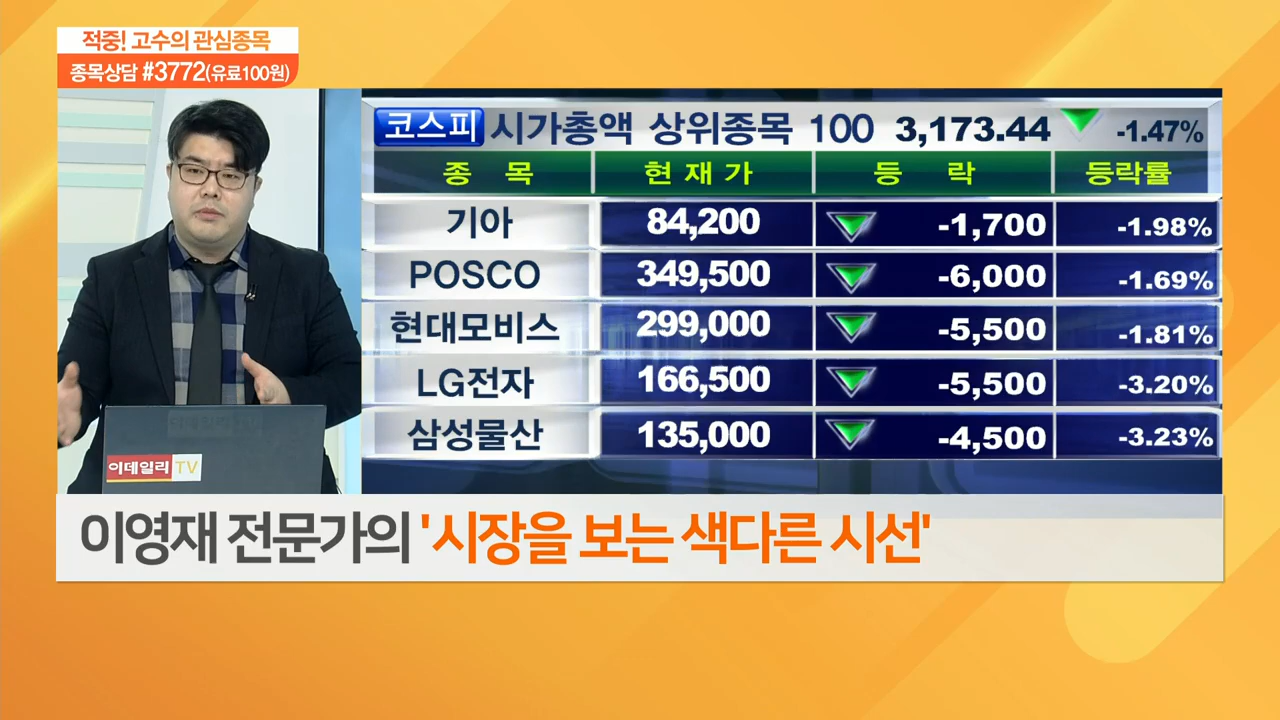 적중! 고수의 관심종목
종목상담 #3772(유료100원)
코스피 시가총액 상위종목 100 3,173.44 -1.47%
종 목 현 재 가 등 락 등락률
기아 84,200 -1,700 -1.98%
POSCO 349,500 -6,000 -1.69%
현대모비스 299,000 -5,500 -1.81%
LG전자 166,500 -5,500 -3.20%
삼성물산 135,000 -4,500 -3.23%
이데일리 TV
이영재 전문가의 '시장을 보는 색다른 시선'